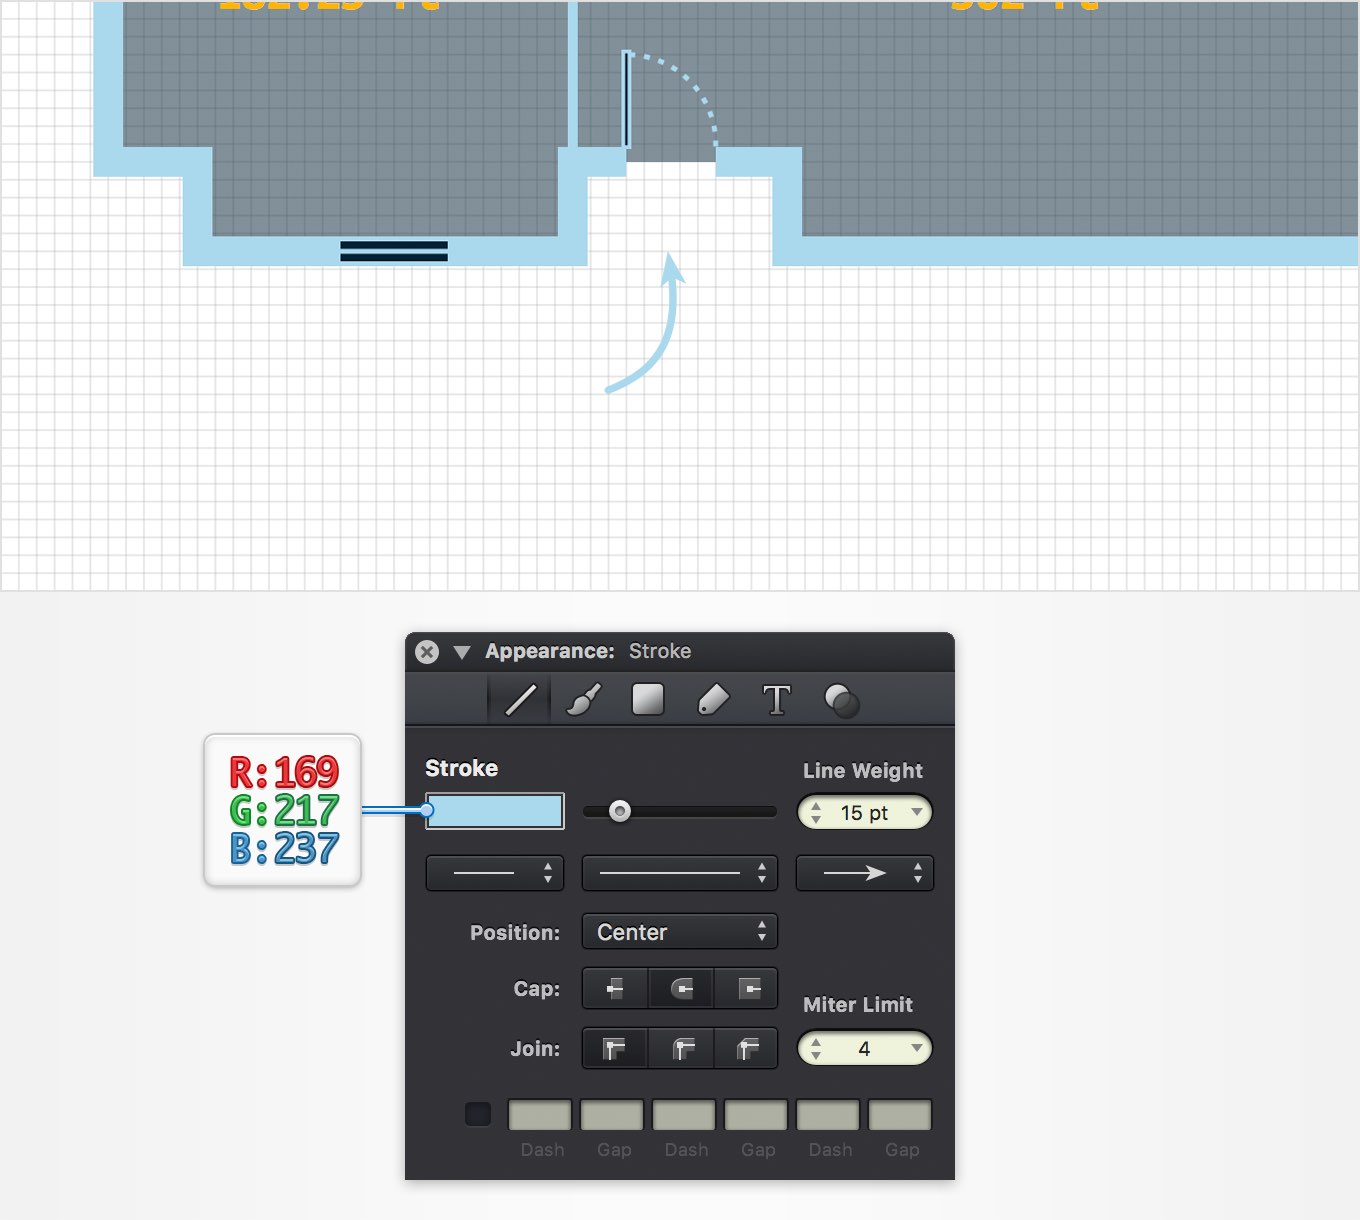 Appearance: Stroke
T
R:169
G:217
B:237
Stroke
Line Weight
15 pt
Position: Center
Cap:
Miter Limit
Join:
4
Dash Gap Dash Gap Dash Gap